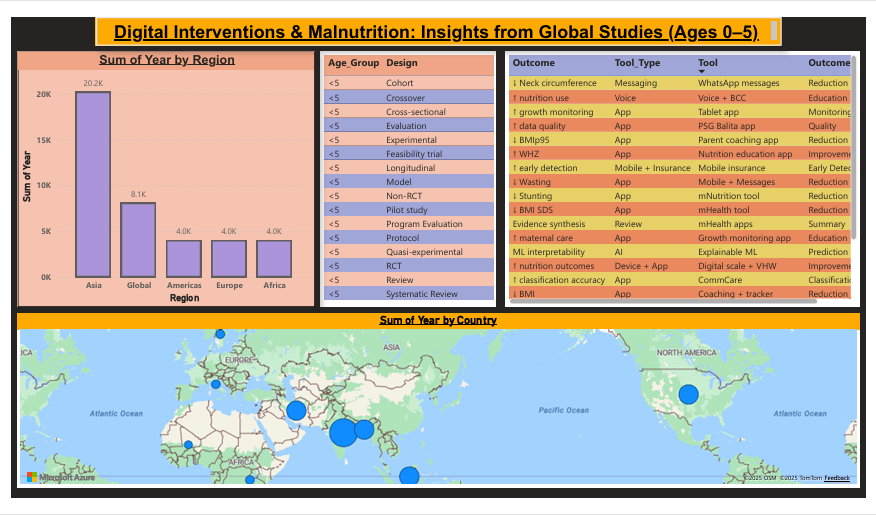 Digital Interventions & Malnutrition: Insights from Global Studies (Ages 0–5)
Sum of Year by Region
20.2K
20K
15K
10K
8.1K
5K
4.0K 4.0K 4.0K
0K
Sum of Year
Asia Global Americas Europe Africa
Region
Age_Group Design
<5 Cohort
<5 Crossover
<5 Cross-sectional
<5 Evaluation
<5 Experimental
<5 Feasibility trial
<5 Longitudinal
<5 Model
<5 Non-RCT
<5 Pilot study
<5 Program Evaluation
<5 Protocol
<5 Quasi-experimental
<5 RCT
<5 Review
<5 Systematic Review
Outcome Tool_Type Tool Outcome
↓ Neck circumference Messaging WhatsApp messages Reduction
↑ nutrition use Voice Voice + BCC Education
↑ growth monitoring App Tablet app Monitoring
↑ data quality App PSG Balita app Quality
↓ BMIp95 App Parent coaching app Reduction
↑ WHZ App Nutrition education app Improveme
↑ early detection Mobile + Insurance Mobile insurance Early Detec
↓ Wasting App Mobile + Messages Reduction
↓ Stunting App mNutrition tool Reduction
↓ BMI SDS App mHealth tool Reduction
Evidence synthesis Review mHealth apps Summary
↑ maternal care App Growth monitoring app Education
ML interpretability AI Explainable ML Prediction
↑ nutrition outcomes Device + App Digital scale + VHW Improveme
↑ classification accuracy App CommCare Classificati
↓ BMI App Coaching + tracker Reduction
Sum of Year by Country
ICA
EUROPE
ASIA
NORTH AMERICA
Atlantic Ocean
Pacific Ocean
Atlantic Ocean
AFRICA
Microsoft Azure
©2025 OSM ©2025 TomTom Feedback